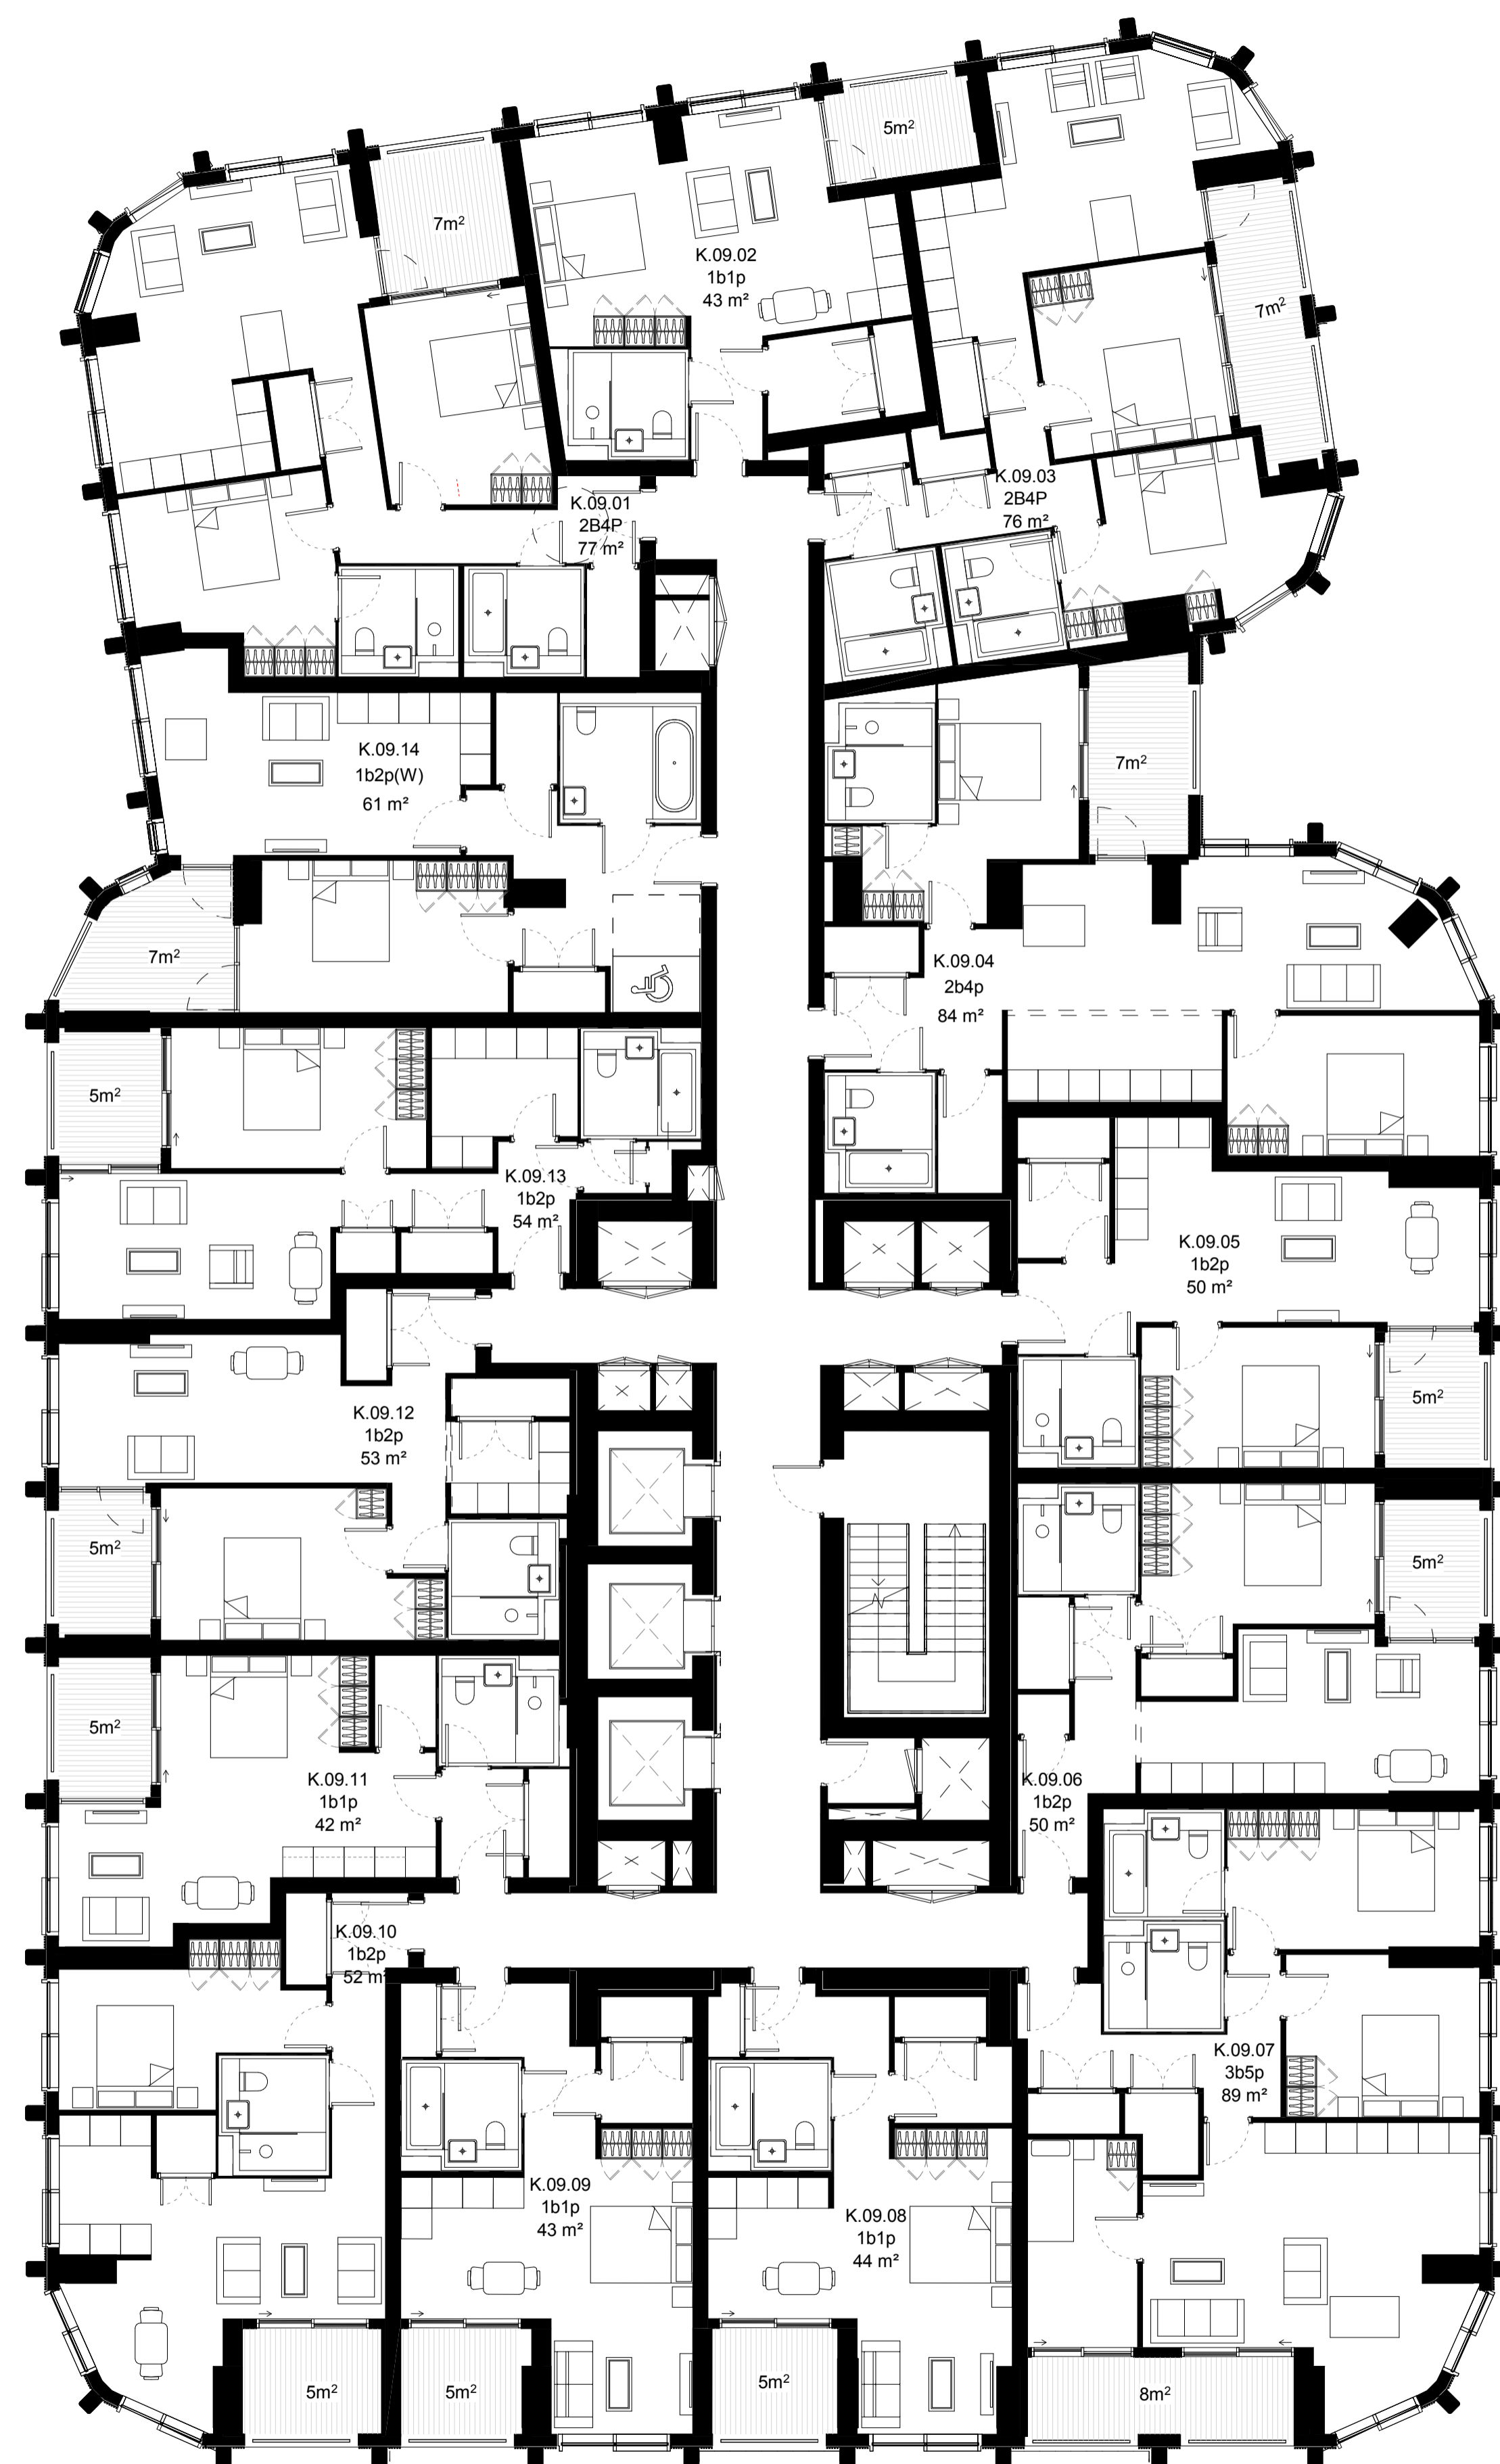 5m²
7m²
K.09.02
1b1p
43 m²
7m²
K.09.03
2B4P
76 m²
K.09.01
2B4P
77 m²
K.09.14
1b2p(W)
61 m²
7m²
7m²
K.09.04
2b4p
84 m²
5m²
K.09.13
1b2p
54 m²
K.09.05
1b2p
50 m²
5m²
K.09.12
1b2p
53 m²
5m²
5m²
5m²
K.09.11
1b1p
42 m²
K.09.06
1b2p
50 m²
K.09.10
1b2p
52 m²
K.09.07
3b5p
89 m²
K.09.09
1b1p
43 m²
K.09.08
1b1p
44 m²
5m²
5m²
5m²
8m²